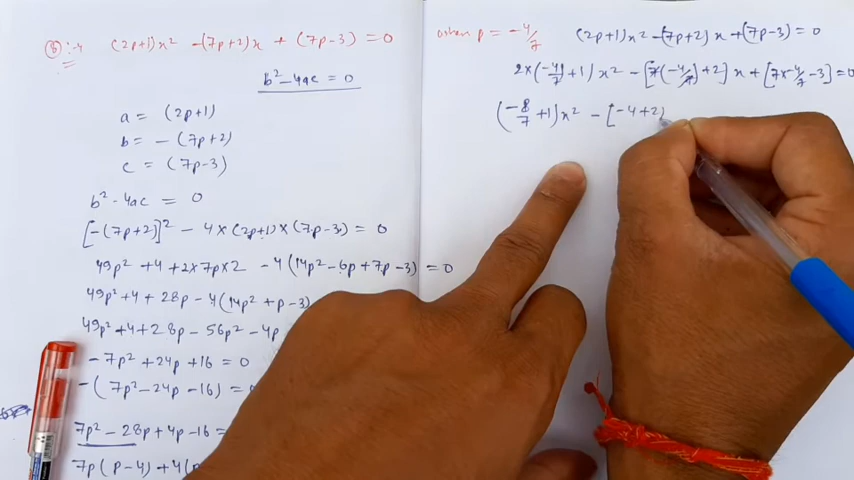 ⑧:→ (2p+1)x² -(7p+2)x + (7p-3) = 0
b²-4ac = 0
a = (2p+1)
b = -(7p+2)
c = (7p-3)
b²-4ac = 0
[-(7p+2)]² - 4×(2p+1)×(7p-3) = 0
49p²+4+2×7p×2 -4(14p²-6p+7p-3) = 0
49p²+4+28p-4(14p²+p-3)
49p²+4+28p-56p²-4p
-7p²+24p+16 = 0
-(7p²-24p-16) =
7p²-28p+4p-16 =
7p(p-4)+4(
when p = -4/7 (2p+1)x²-(7p+2)x+(7p-3)=0
2×(-4/7+1)x² - [7(-4/7)+2]x+[7×-4/7-3]=0
(-8/7+1)x² - [-4+2)